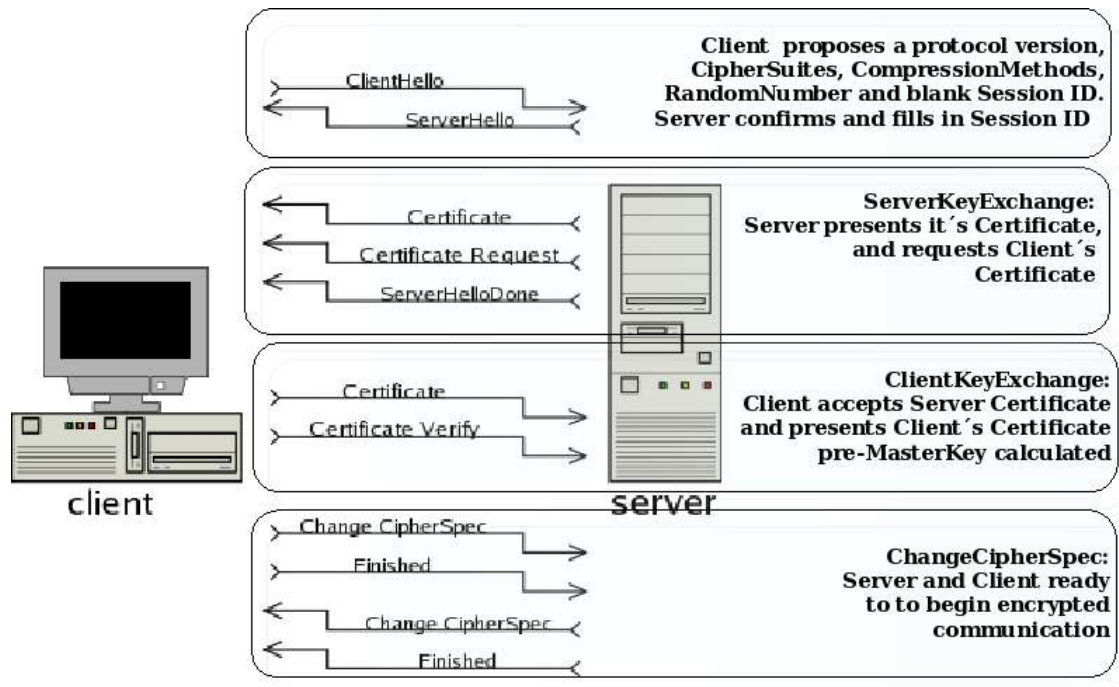 ClientHello
ServerHello
Client proposes a protocol version,
CipherSuites, CompressionMethods,
RandomNumber and blank Session ID.
Server confirms and fills in Session ID
Certificate
Certificate Request
ServerHelloDone
ServerKeyExchange:
Server presents it´s Certificate,
and requests Client´s
Certificate
Certificate
Certificate Verify
ClientKeyExchange:
Client accepts Server Certificate
and presents Client´s Certificate
pre-MasterKey calculated
client
server
Change CipherSpec
Finished
Change CipherSpec
Finished
ChangeCipherSpec:
Server and Client ready
to to begin encrypted
communication